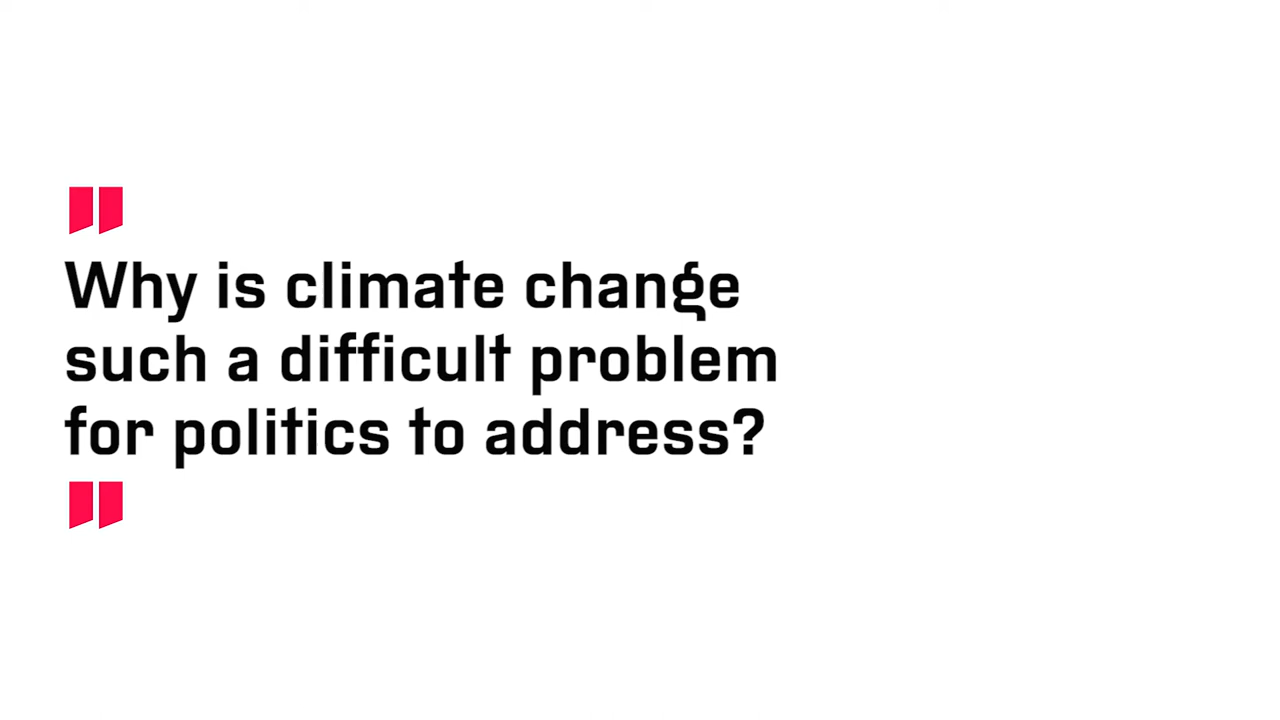 "
Why is climate change
such a difficult problem
for politics to address?
"